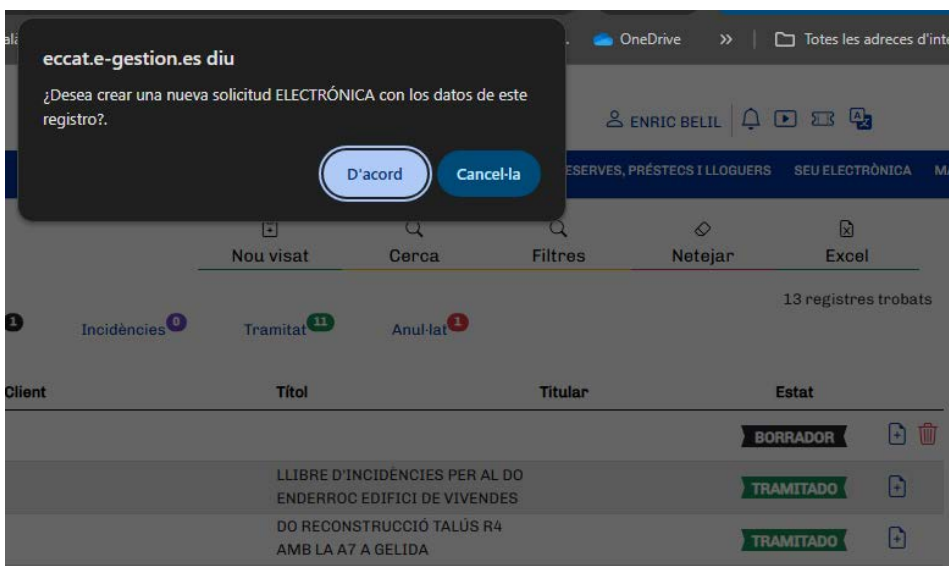 OneDrive
»
Totes les adreces d'inte
eccat.e-gestion.es diu
¿Desea crear una nueva solicitud ELECTRÓNICA con los datos de este
registro?.
D'acord
Cancel·la
ENRIC BELIL
ESERVES, PRÉSTECS I LLOGUERS
SEU ELECTRÒNICA
MA
Nou visat
Cerca
Filtres
Netejar
Excel
13 registres trobats
1
Incidències 0
Tramitat 11
Anul·lat 1
Client
Títol
Titular
Estat
BORRADOR
LLIBRE D'INCIDÈNCIES PER AL DO
ENDERROC EDIFICI DE VIVENDES
TRAMITADO
DO RECONSTRUCCIÓ TALÚS R4
AMB LA A7 A GELIDA
TRAMITADO